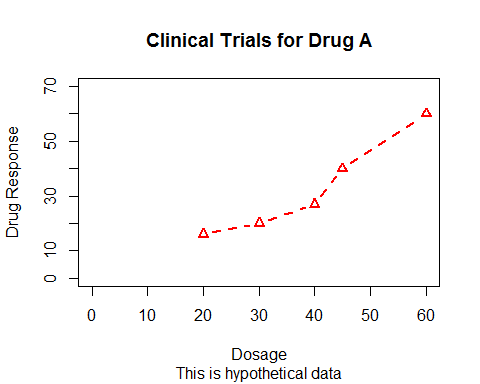 Clinical Trials for Drug A
Drug Response
70
50
30
10
0
0 10 20 30 40 50 60
Dosage
This is hypothetical data